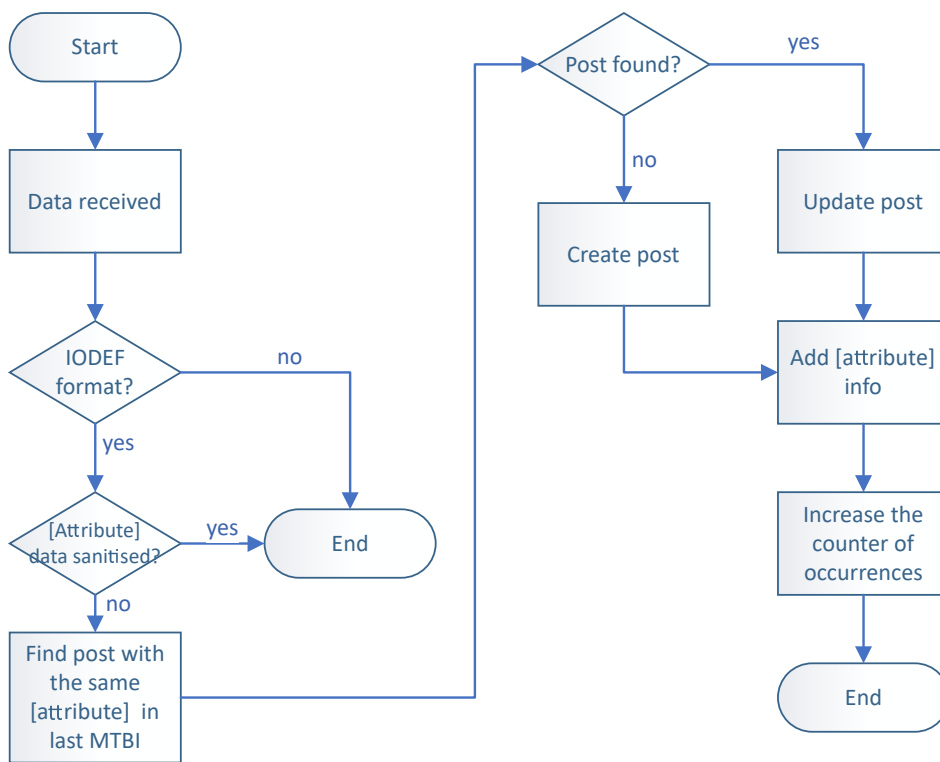 Start
Data received
IODEF
format?
no
yes
[Attribute]
data sanitised?
yes
End
no
Find post with
the same
[attribute] in
last MTBI
Post found?
yes
no
Create post
Update post
Add [attribute]
info
Increase the
counter of
occurrences
End